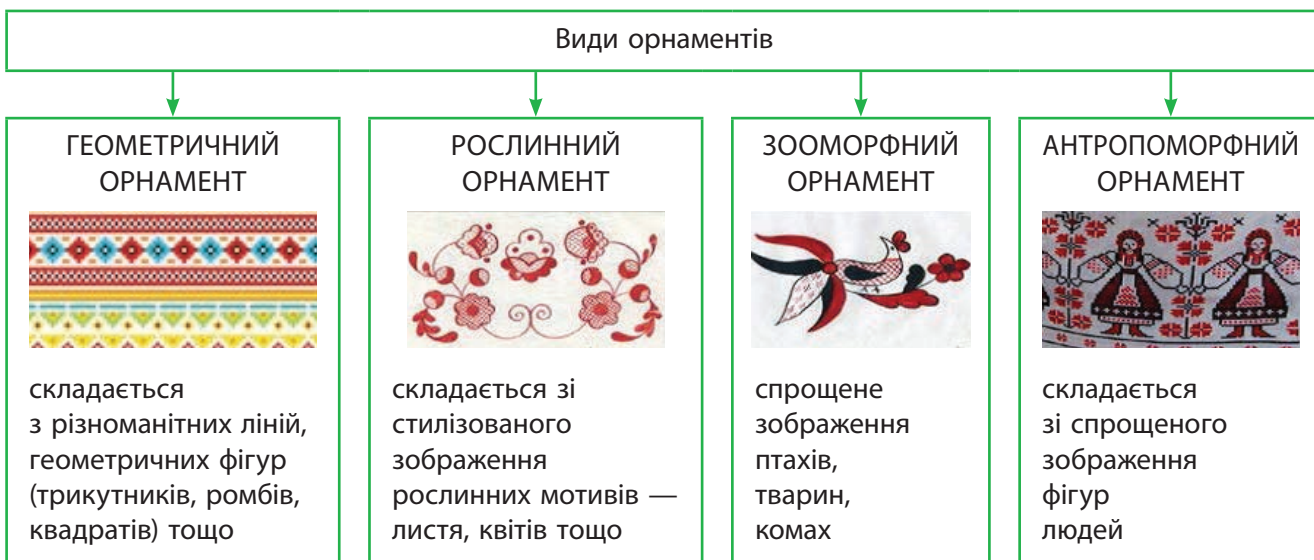 Види орнаментів
ГЕОМЕТРИЧНИЙ
ОРНАМЕНТ
складається
з різноманітних ліній,
геометричних фігур
(трикутників, ромбів,
квадратів) тощо
РОСЛИННИЙ
ОРНАМЕНТ
складається зі
стилізованого
зображення
рослинних мотивів —
листя, квітів тощо
ЗООМОРФНИЙ
ОРНАМЕНТ
спрощене
зображення
птахів,
тварин,
комах
АНТРОПОМОРФНИЙ
ОРНАМЕНТ
складається
зі спрощеного
зображення
фігур
людей